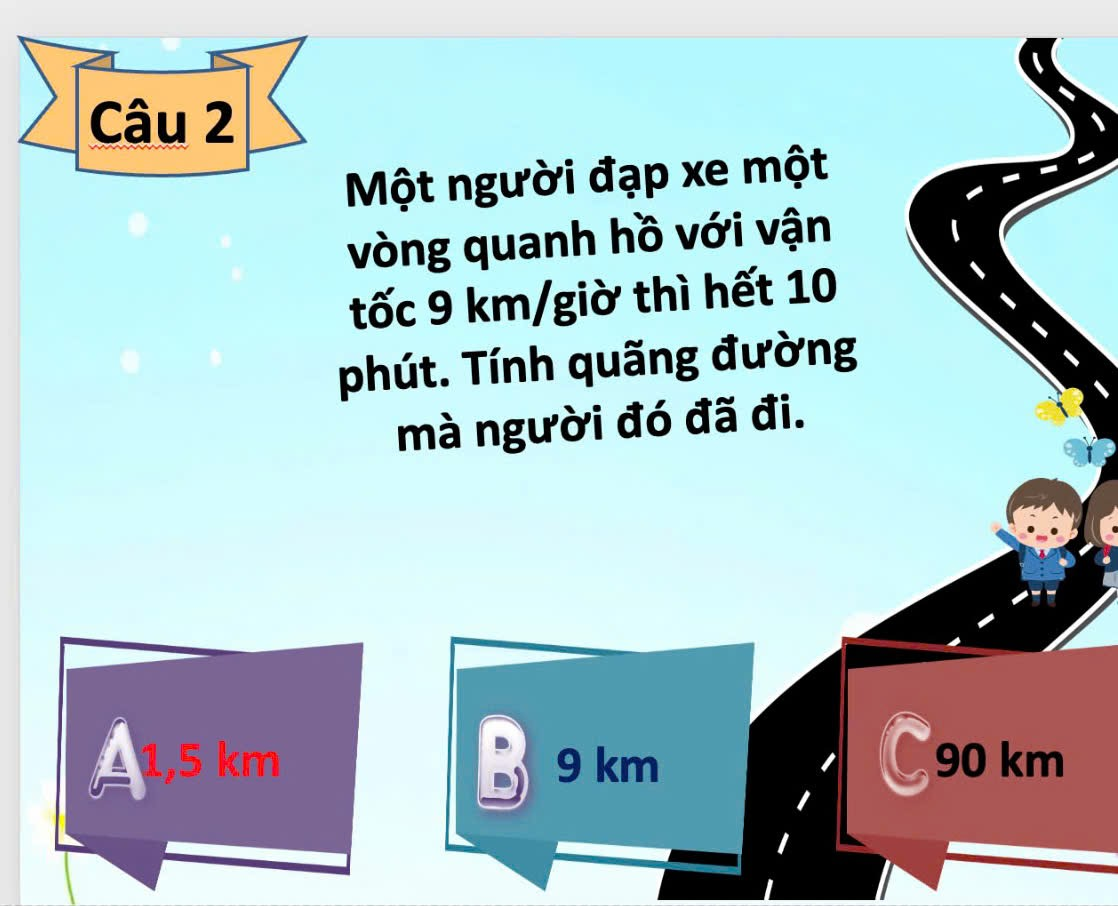 Câu 2
Một người đạp xe một
vòng quanh hồ với vận
tốc 9 km/giờ thì hết 10
phút. Tính quãng đường
mà người đó đã đi.
A 1,5 km
B 9 km
C 90 km